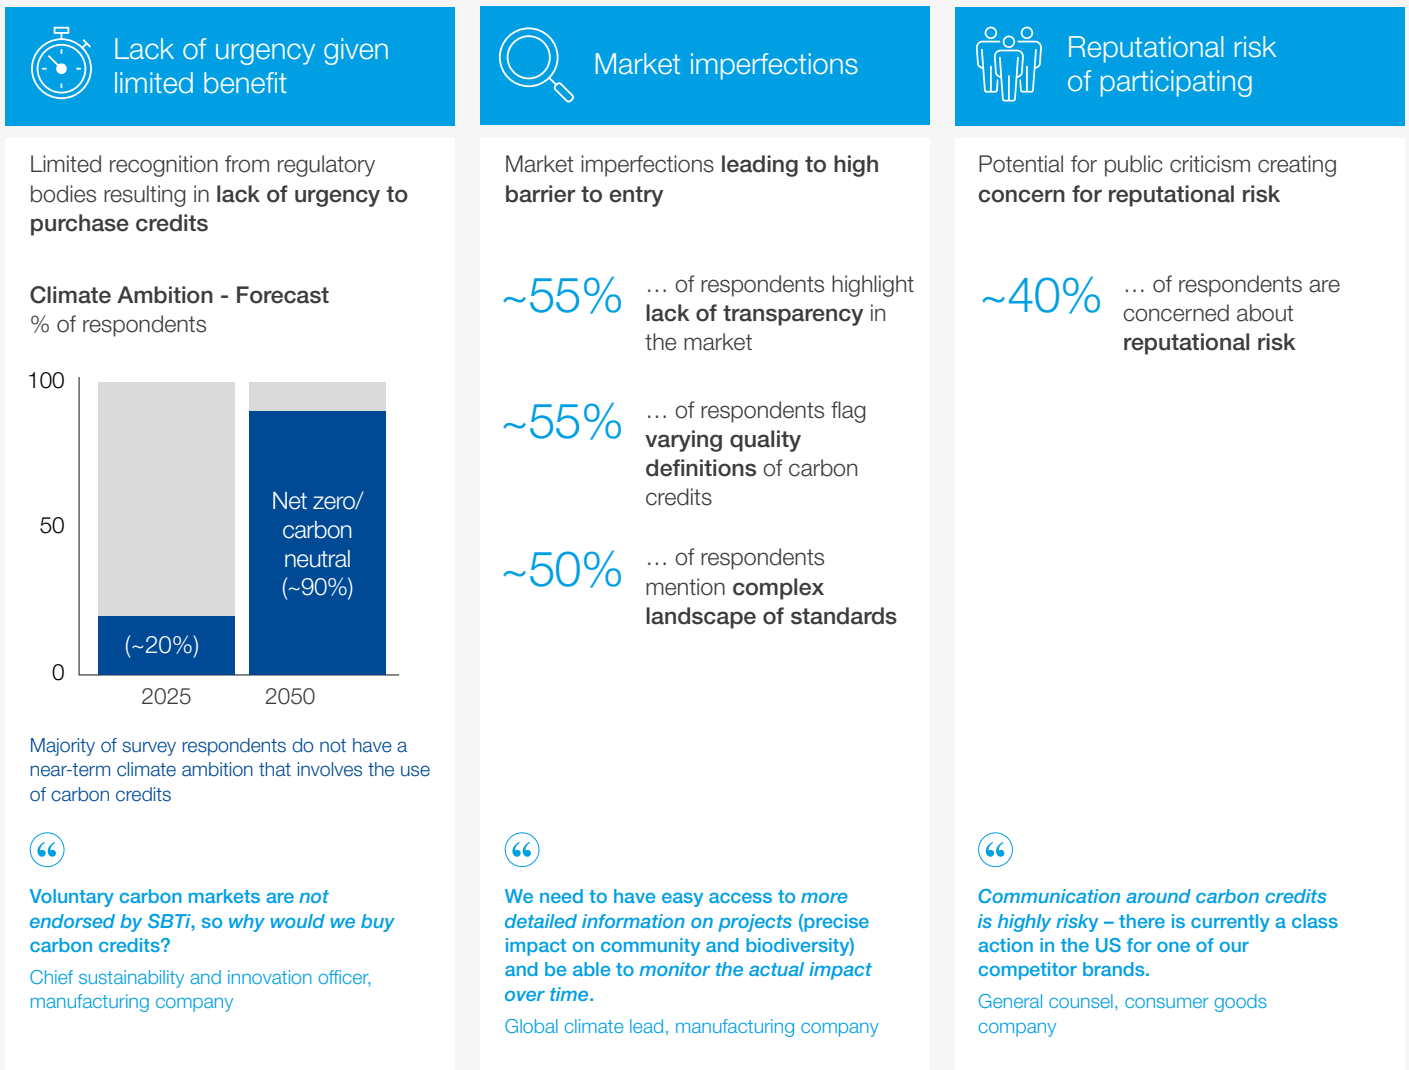 Lack of urgency given
limited benefit
Limited recognition from regulatory
bodies resulting in lack of urgency to
purchase credits
Climate Ambition - Forecast
% of respondents
100
50
0
Net zero/
carbon
neutral
(~90%)
(~20%)
2025
2050
Majority of survey respondents do not have a
near-term climate ambition that involves the use
of carbon credits
“
Voluntary carbon markets are not
endorsed by SBTi, so why would we buy
carbon credits?
Chief sustainability and innovation officer,
manufacturing company
Market imperfections
Market imperfections leading to high
barrier to entry
~55%
… of respondents highlight
lack of transparency in
the market
~55%
… of respondents flag
varying quality
definitions of carbon
credits
~50%
… of respondents
mention complex
landscape of standards
“
We need to have easy access to more
detailed information on projects (precise
impact on community and biodiversity)
and be able to monitor the actual impact
over time.
Global climate lead, manufacturing company
Reputational risk
of participating
Potential for public criticism creating
concern for reputational risk
~40%
… of respondents are
concerned about
reputational risk
“
Communication around carbon credits
is highly risky – there is currently a class
action in the US for one of our
competitor brands.
General counsel, consumer goods
company